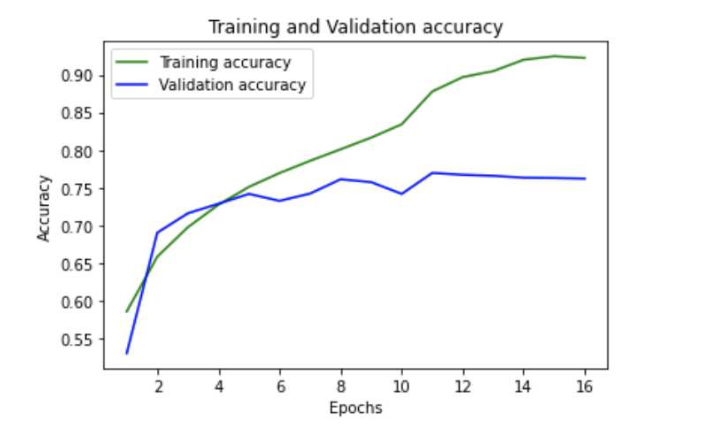 Training and Validation accuracy
Training accuracy
Validation accuracy
0.90
0.85
0.80
0.75
0.70
0.65
0.60
0.55
Accuracy
2 4 6 8 10 12 14 16
Epochs